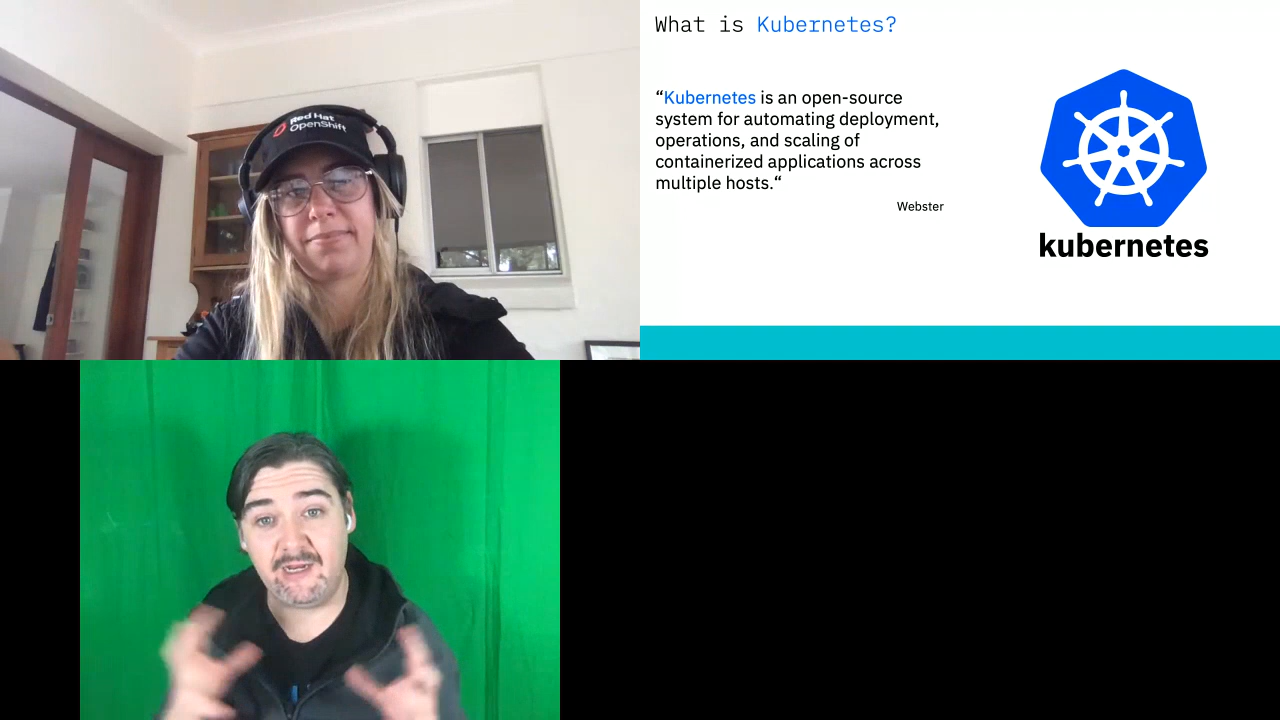 Red Hat
OpenShift
What is Kubernetes?
“Kubernetes is an open-source
system for automating deployment,
operations, and scaling of
containerized applications across
multiple hosts.“
Webster
kubernetes